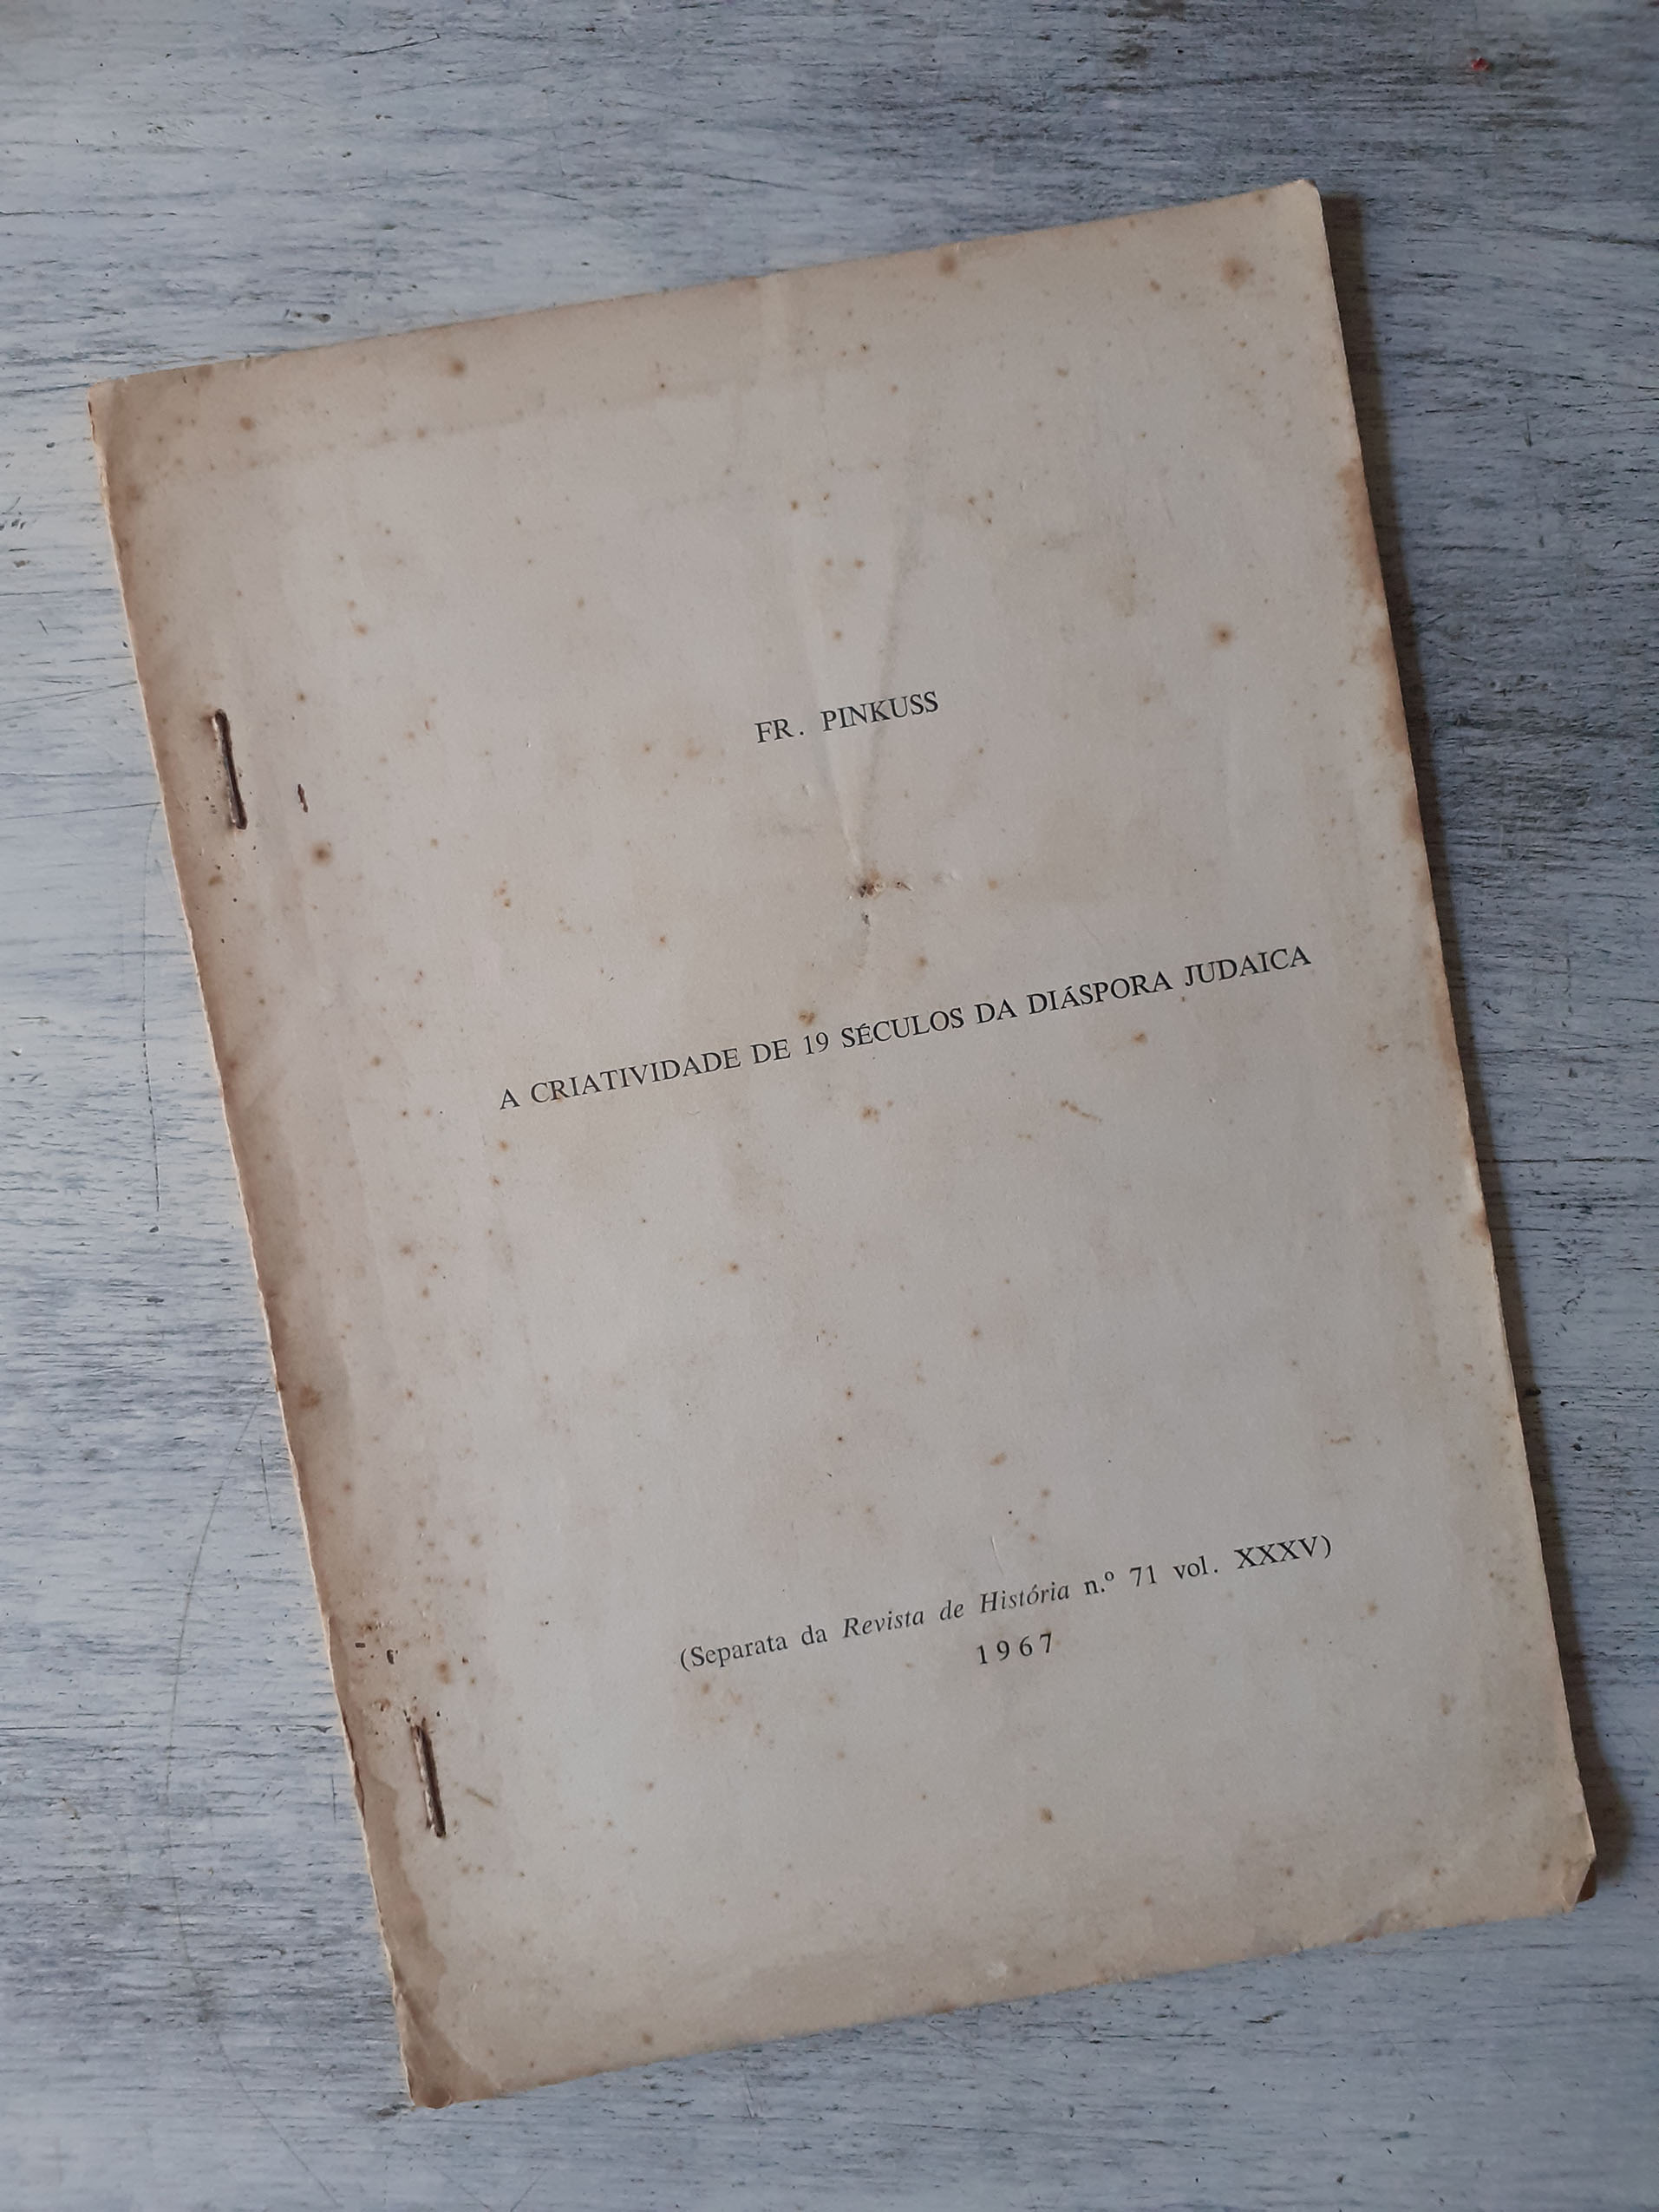 FR. PINKUSS
A CRIATIVIDADE DE 19 SÉCULOS DA DIÁSPORA JUDAICA
(Separata da Revista de História n.º 71 vol. XXXV)
1967